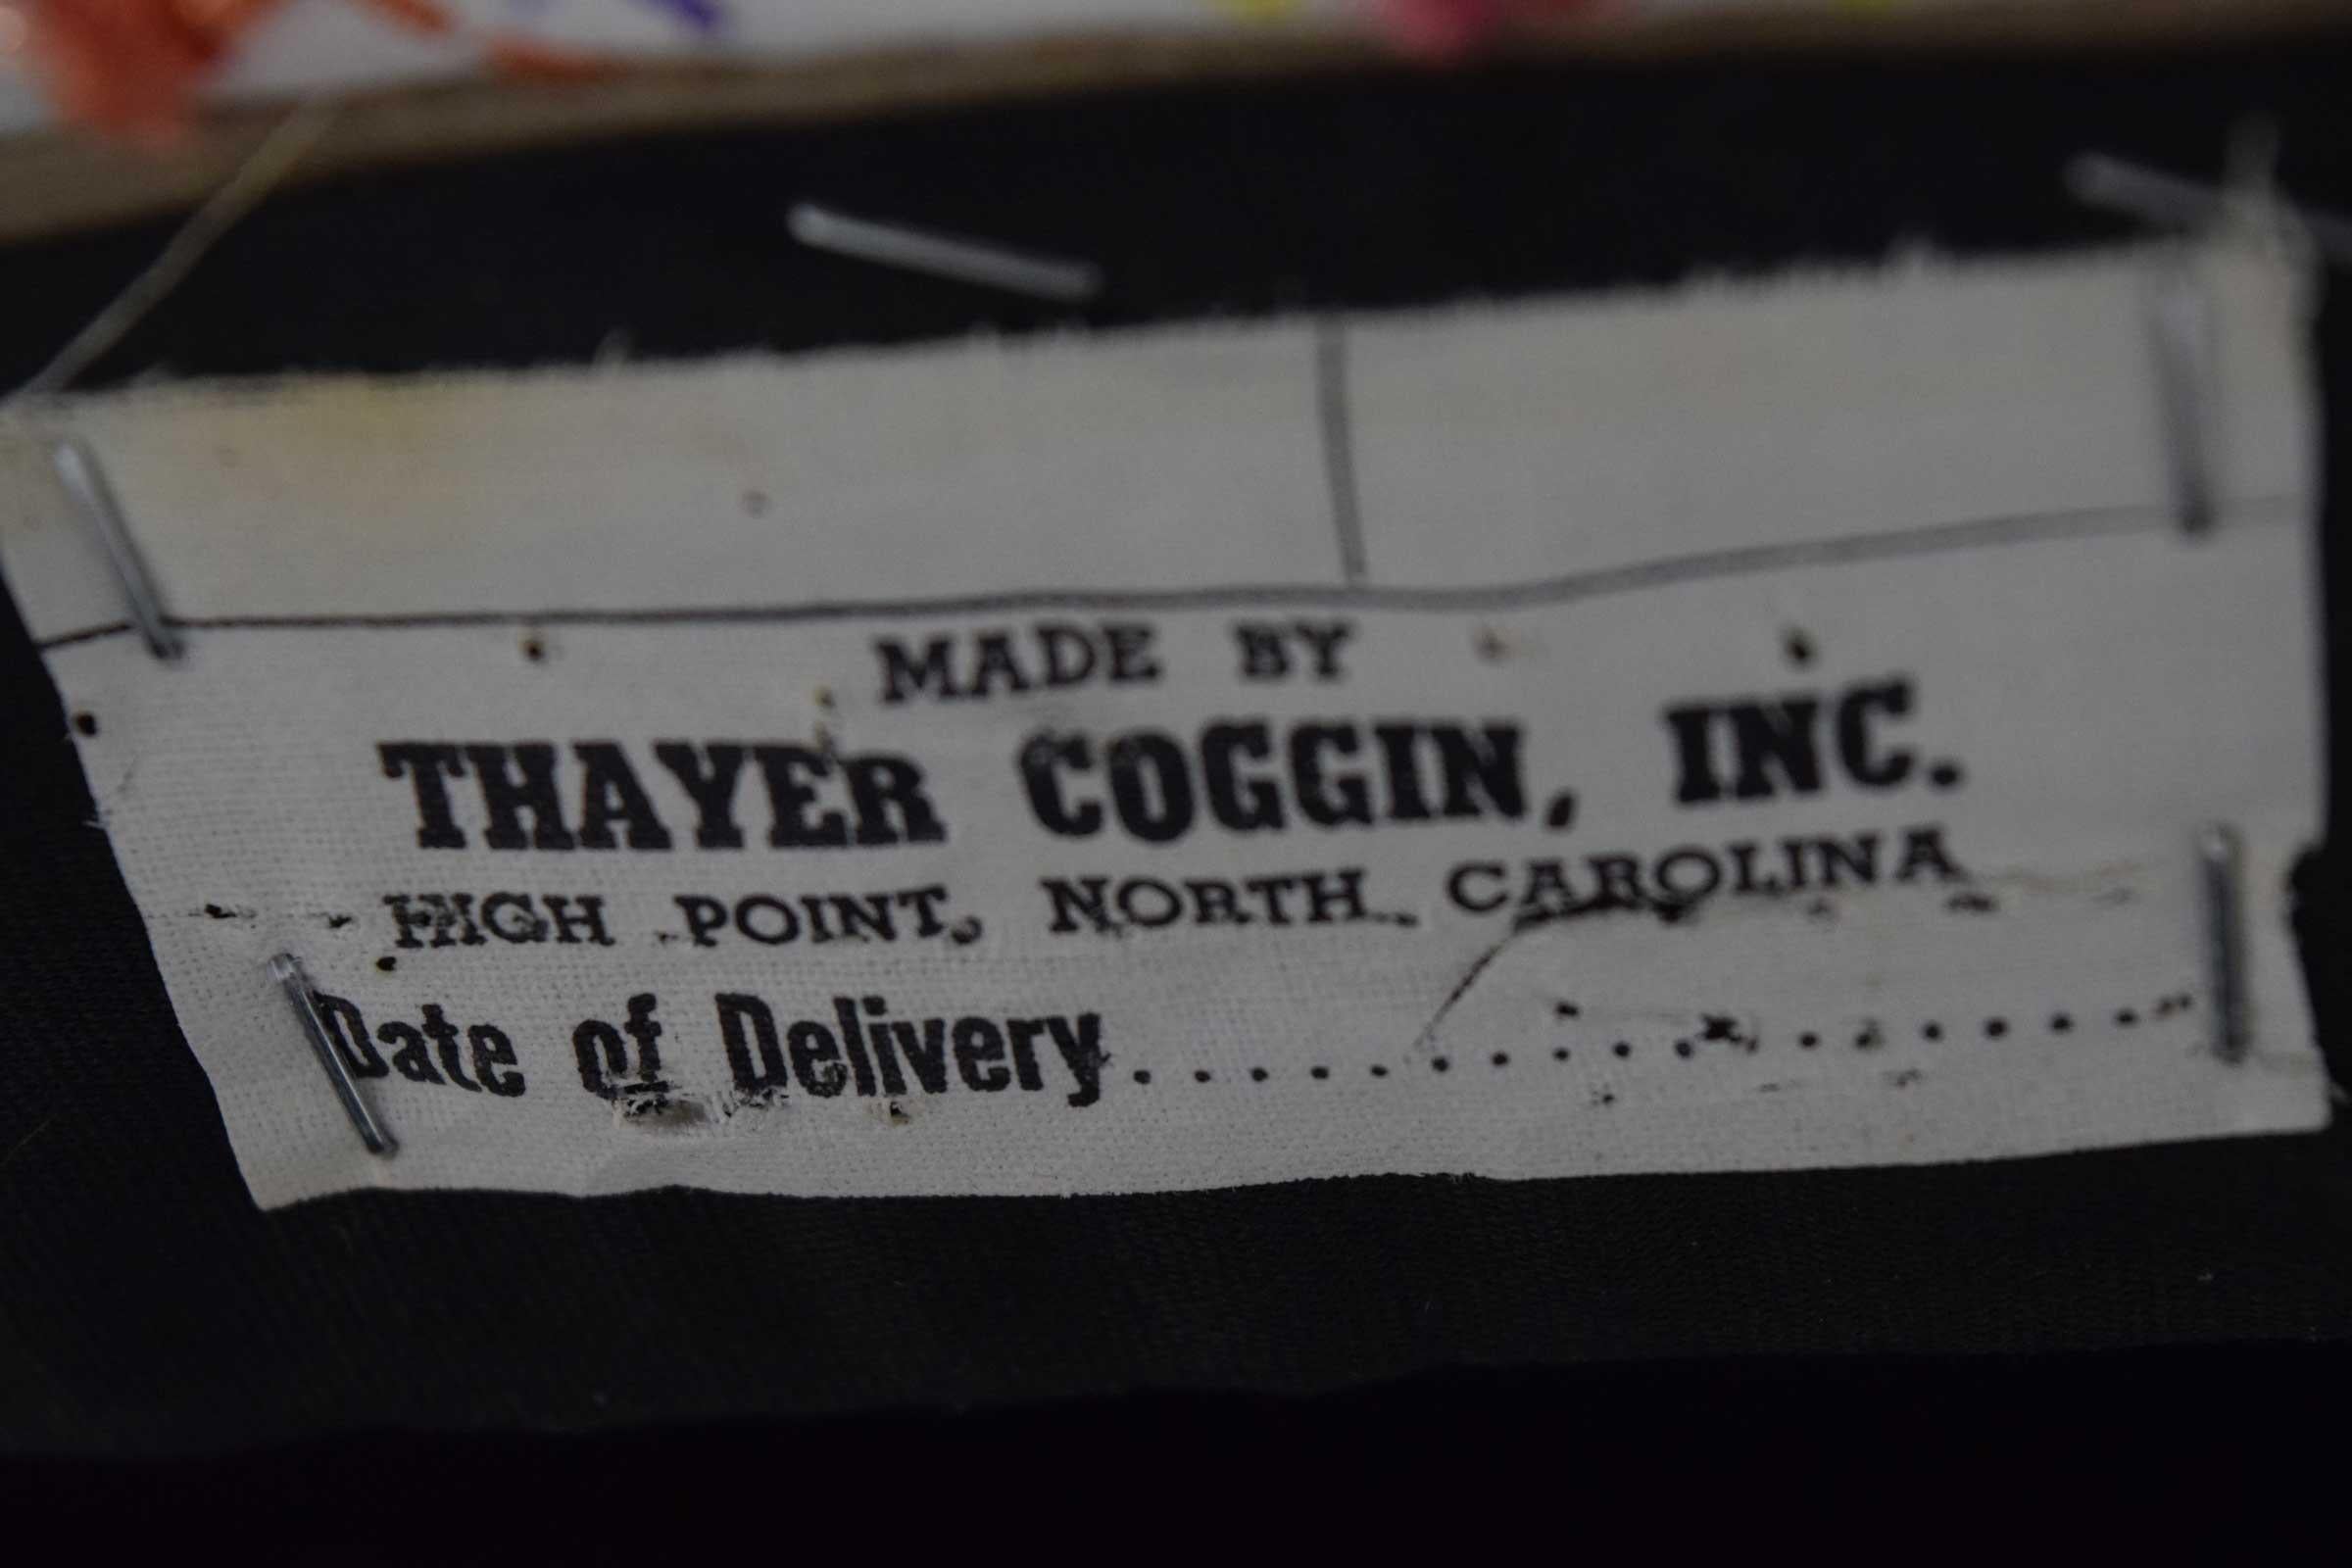 MADE BY
THAYER COGGIN, INC.
HIGH POINT, NORTH CAROLINA
Date of Delivery....................